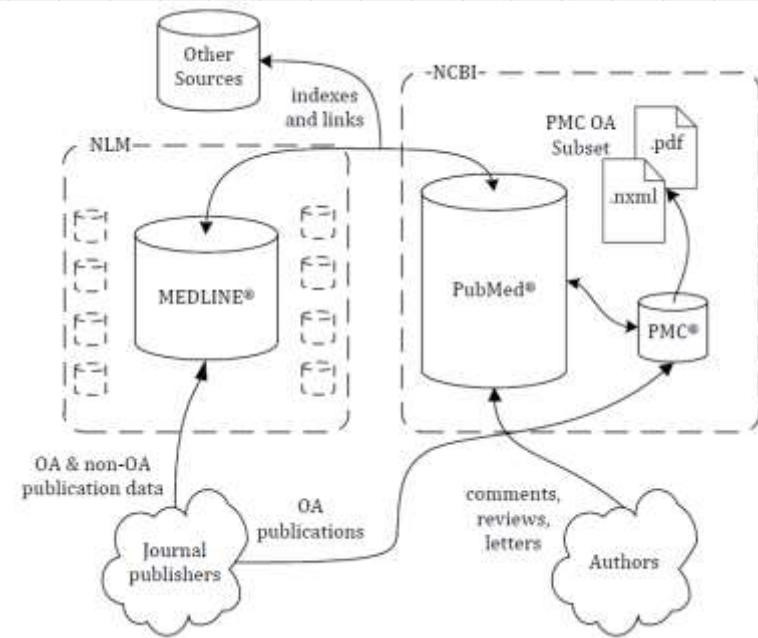 Other
Sources
indexes
and links
NCBI
PMC OA
Subset
.pdf
.nxml
NLM
MEDLINE®
PubMed®
PMC®
OA & non-OA
publication data
OA
publications
comments,
reviews,
letters
Journal
publishers
Authors